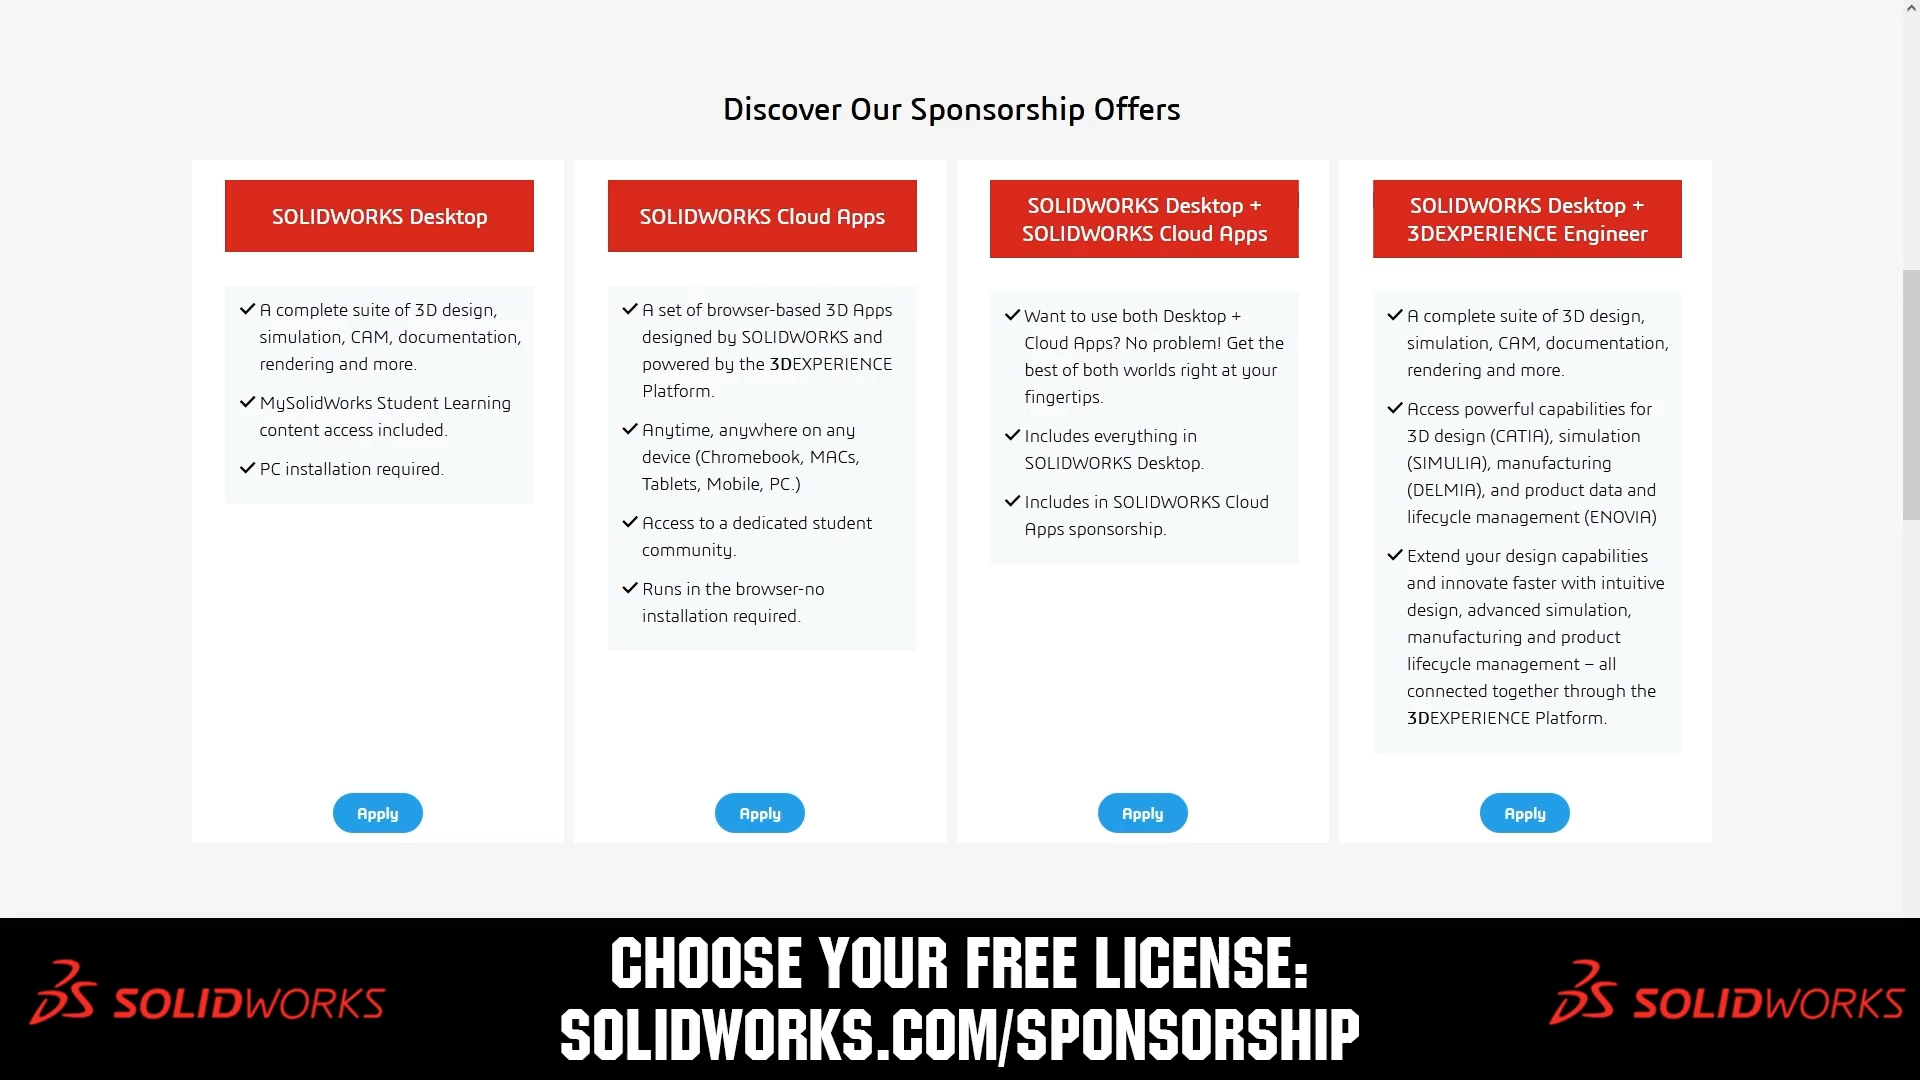 Discover Our Sponsorship Offers
SOLIDWORKS Desktop
A complete suite of 3D design,
simulation, CAM, documentation,
rendering and more.
MySolidWorks Student Learning
content access included.
PC installation required.
Apply
SOLIDWORKS Cloud Apps
A set of browser-based 3D Apps
designed by SOLIDWORKS and
powered by the 3DEXPERIENCE
Platform.
Anytime, anywhere on any
device (Chromebook, MACs,
Tablets, Mobile, PC.)
Access to a dedicated student
community.
Runs in the browser-no
installation required.
Apply
SOLIDWORKS Desktop +
SOLIDWORKS Cloud Apps
Want to use both Desktop +
Cloud Apps? No problem! Get the
best of both worlds right at your
fingertips.
Includes everything in
SOLIDWORKS Desktop.
Includes in SOLIDWORKS Cloud
Apps sponsorship.
Apply
SOLIDWORKS Desktop +
3DEXPERIENCE Engineer
A complete suite of 3D design,
simulation, CAM, documentation,
rendering and more.
Access powerful capabilities for
3D design (CATIA), simulation
(SIMULIA), manufacturing
(DELMIA), and product data and
lifecycle management (ENOVIA)
Extend your design capabilities
and innovate faster with intuitive
design, advanced simulation,
manufacturing and product
lifecycle management – all
connected together through the
3DEXPERIENCE Platform.
Apply
SOLIDWORKS
CHOOSE YOUR FREE LICENSE:
SOLIDWORKS.COM/SPONSORSHIP
SOLIDWORKS